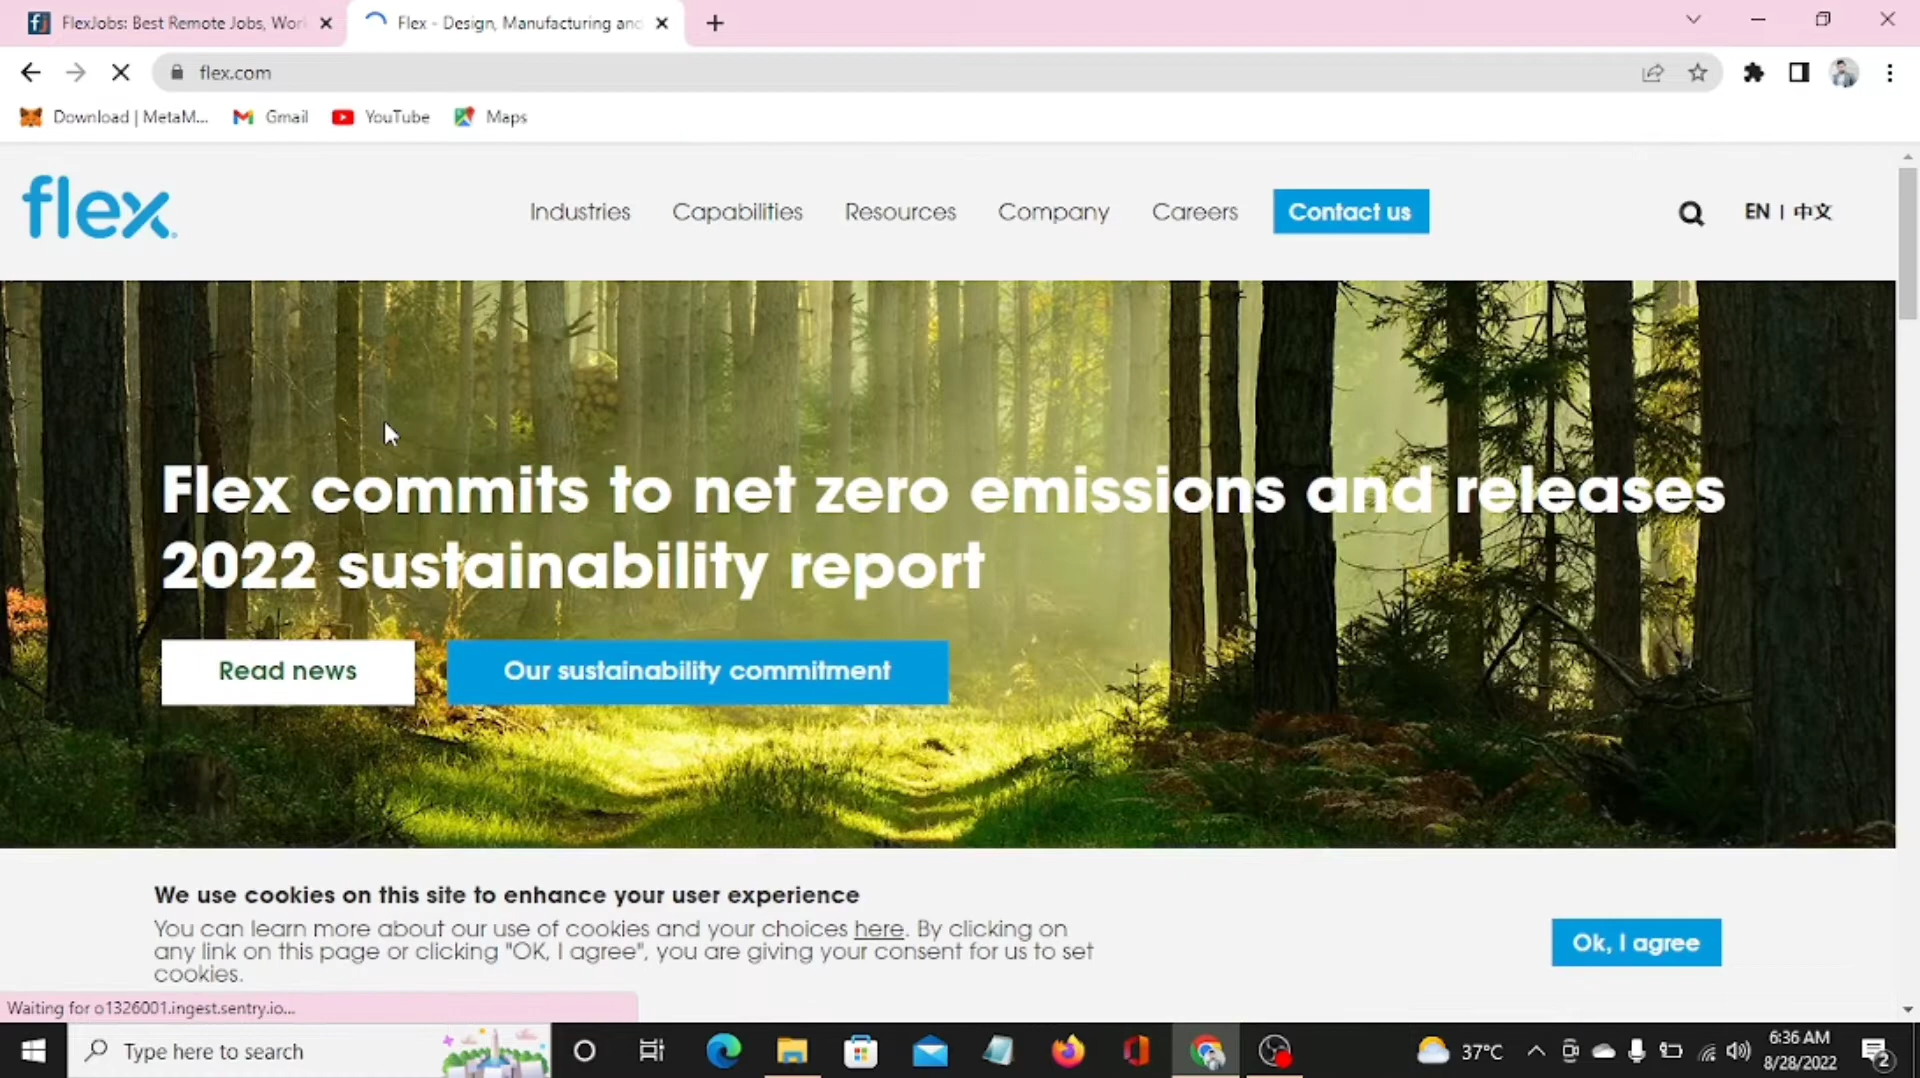 FlexJobs: Best Remote Jobs, Wor
Flex - Design, Manufacturing and
flex.com
Download | MetaM...
Gmail
YouTube
Maps
flex.
Industries
Capabilities
Resources
Company
Careers
Contact us
EN | 中文
Flex commits to net zero emissions and releases
2022 sustainability report
Read news
Our sustainability commitment
We use cookies on this site to enhance your user experience
You can learn more about our use of cookies and your choices here. By clicking on
any link on this page or clicking "OK, I agree", you are giving your consent for us to set
cookies.
Ok, I agree
Waiting for o1326001.ingest.sentry.io...
Type here to search
37°C
6:36 AM
8/28/2022
2